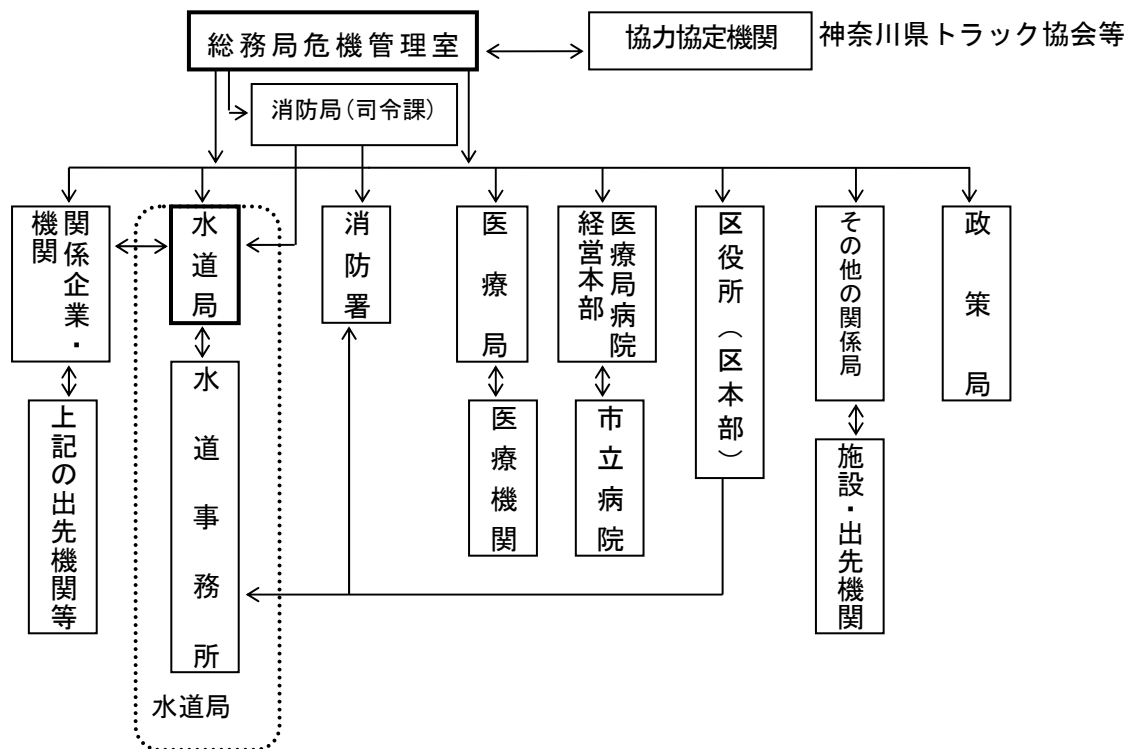 総務局危機管理室
協力協定機関
神奈川県トラック協会等
消防局(司令課)
関係企業・
機関
水道局
消防署
医療局
医療局病院
経営本部
区役所(区本部)
その他の関係局
政策局
上記の出先機関等
水道事務所
医療機関
市立病院
施設・出先機関
水道局